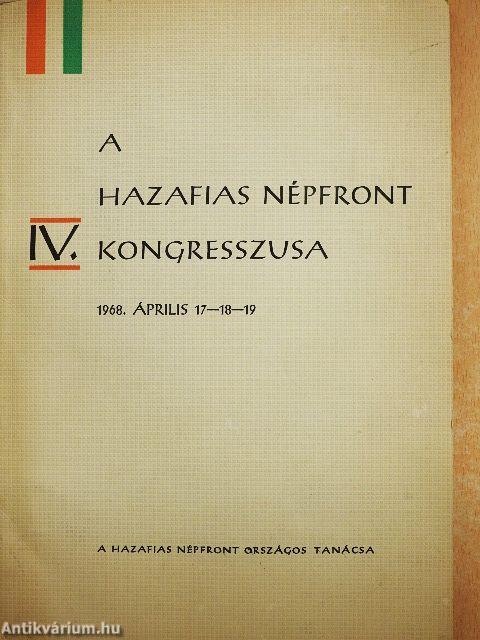 A
HAZAFIAS NÉPFRONT
IV. KONGRESSZUSA
1968. ÁPRILIS 17—18—19
A HAZAFIAS NÉPFRONT ORSZÁGOS TANÁCSA
Antikvárium.hu